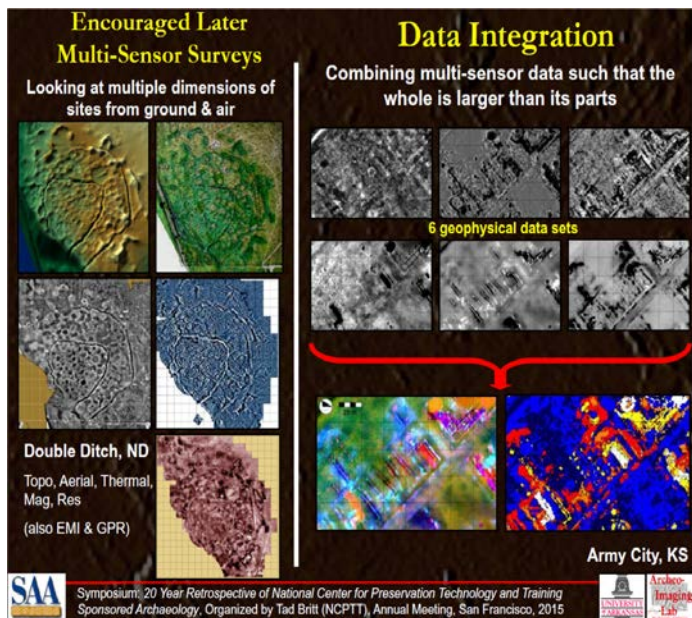 Encouraged Later
Multi-Sensor Surveys
Looking at multiple dimensions of
sites from ground & air
Double Ditch, ND
Topo, Aerial, Thermal,
Mag, Res
(also EMI & GPR)
Data Integration
Combining multi-sensor data such that the
whole is larger than its parts
6 geophysical data sets
Army City, KS
SAA
Symposium: 20 Year Retrospective of National Center for Preservation Technology and Training
Sponsored Archaeology, Organized by Tad Britt (NCPTT), Annual Meeting, San Francisco, 2015
UNIVERSITY
OF ARKANSAS
Archeo-
Imaging
Lab